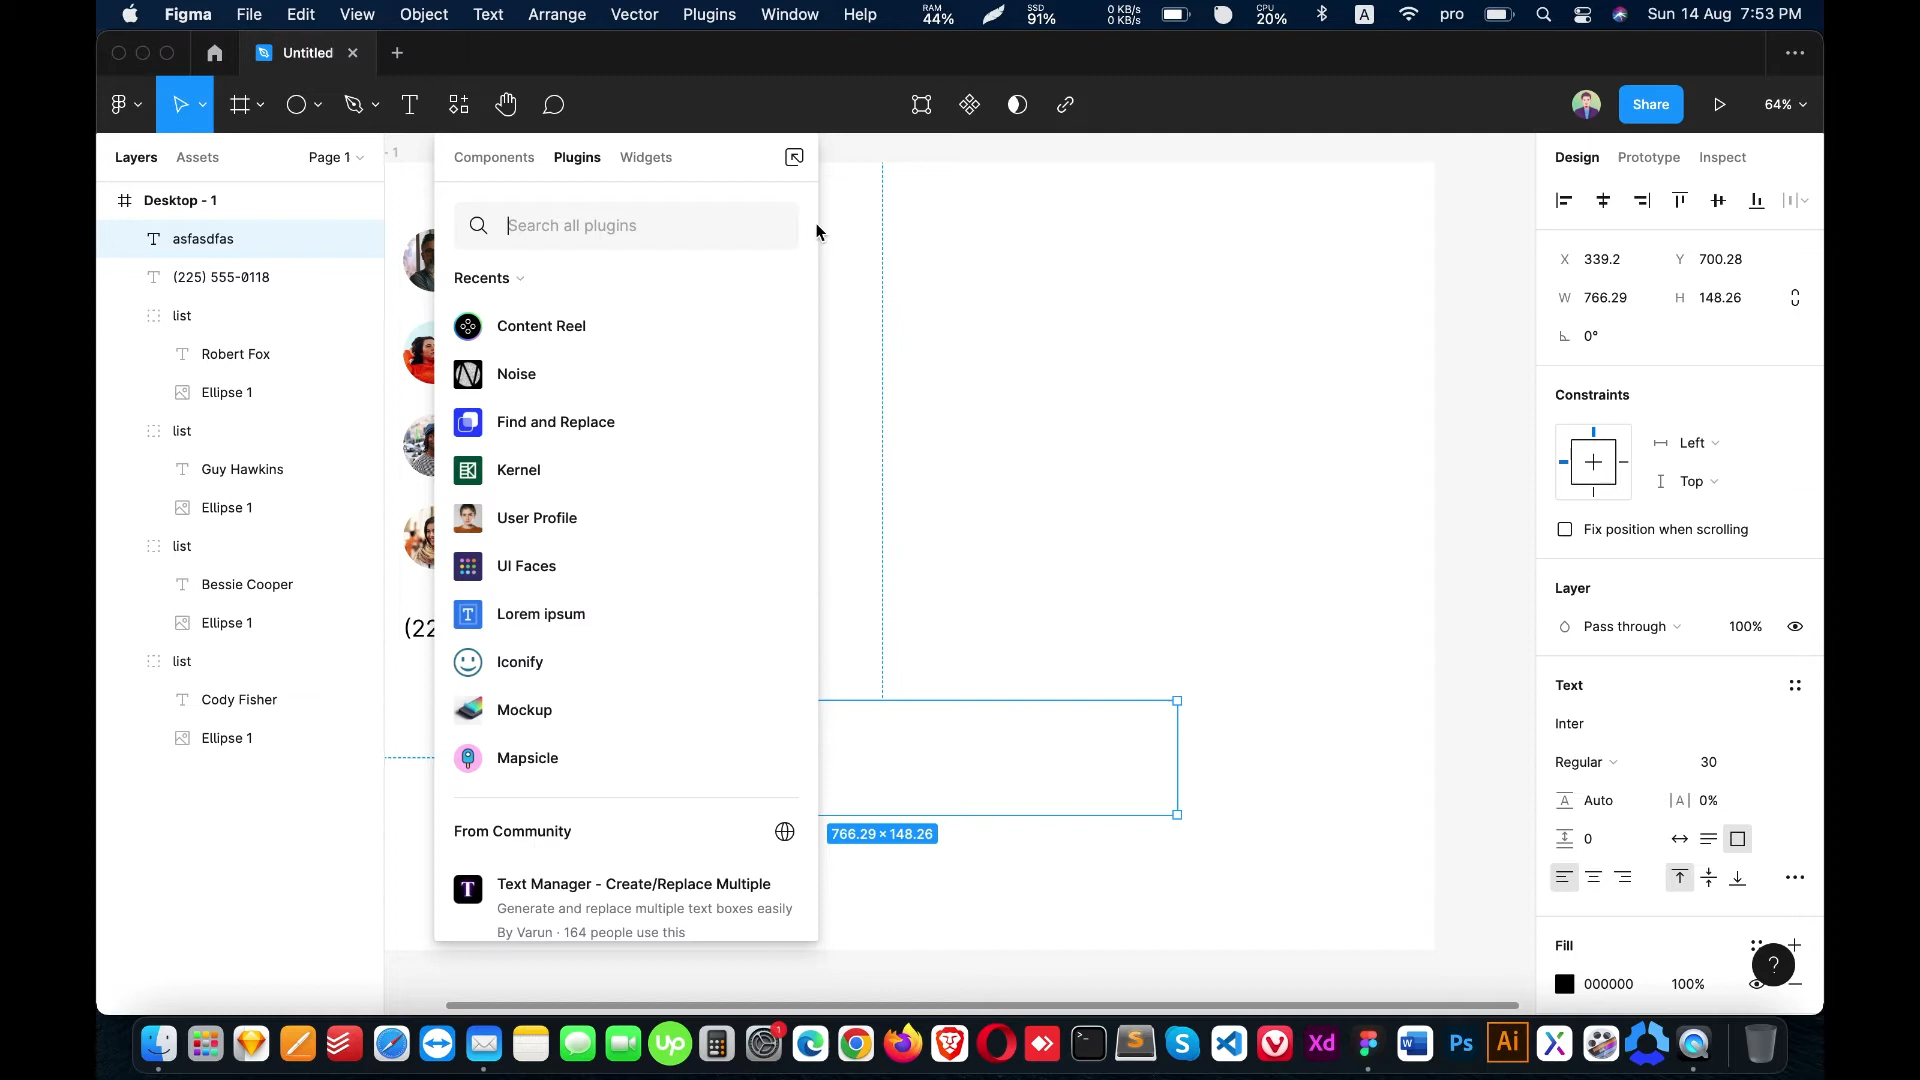 Figma File Edit View Object Text Arrange Vector Plugins Window Help RAM 44% SSD 91% 0 KB/s 0 KB/s CPU 20% A pro Sun 14 Aug 7:53 PM
Untitled
Share 64%
Layers Assets Page 1
- 1
Components Plugins Widgets
Design Prototype Inspect
Desktop - 1
asfasdfas
(225) 555-0118
list
Robert Fox
Ellipse 1
list
Guy Hawkins
Ellipse 1
list
Bessie Cooper
Ellipse 1
list
Cody Fisher
Ellipse 1
Search all plugins
Recents
Content Reel
Noise
Find and Replace
Kernel
User Profile
UI Faces
Lorem ipsum
Iconify
Mockup
Mapsicle
From Community
Text Manager - Create/Replace Multiple
Generate and replace multiple text boxes easily
By Varun · 164 people use this
(22
766.29 × 148.26
X 339.2 Y 700.28
W 766.29 H 148.26
0°
Constraints
Left
Top
Fix position when scrolling
Layer
Pass through 100%
Text
Inter
Regular 30
Auto |A| 0%
0
Fill
000000 100%
?
Up 1 Xd W Ps Ai X